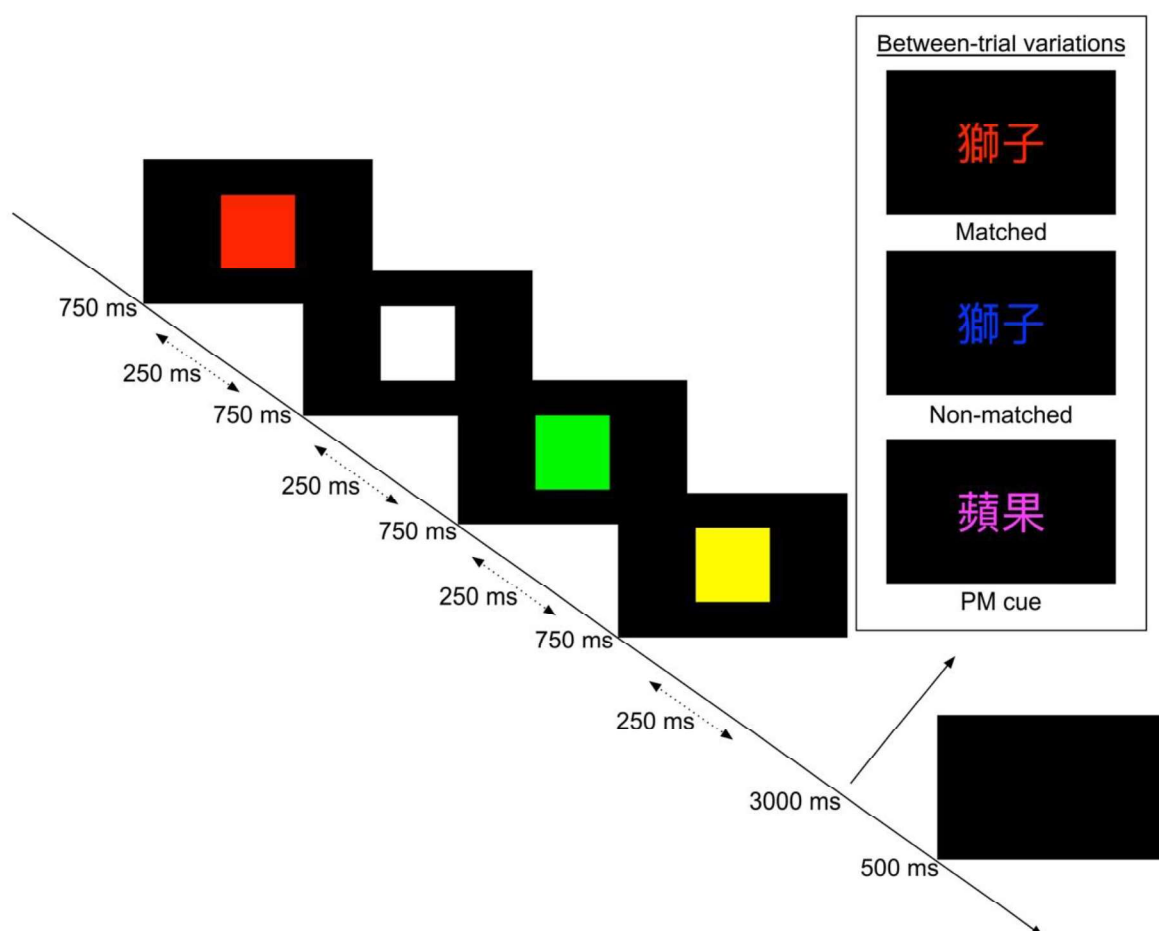 Between-trial variations
獅子
Matched
獅子
Non-matched
蘋果
PM cue
750 ms
250 ms
750 ms
250 ms
750 ms
250 ms
750 ms
250 ms
3000 ms
500 ms